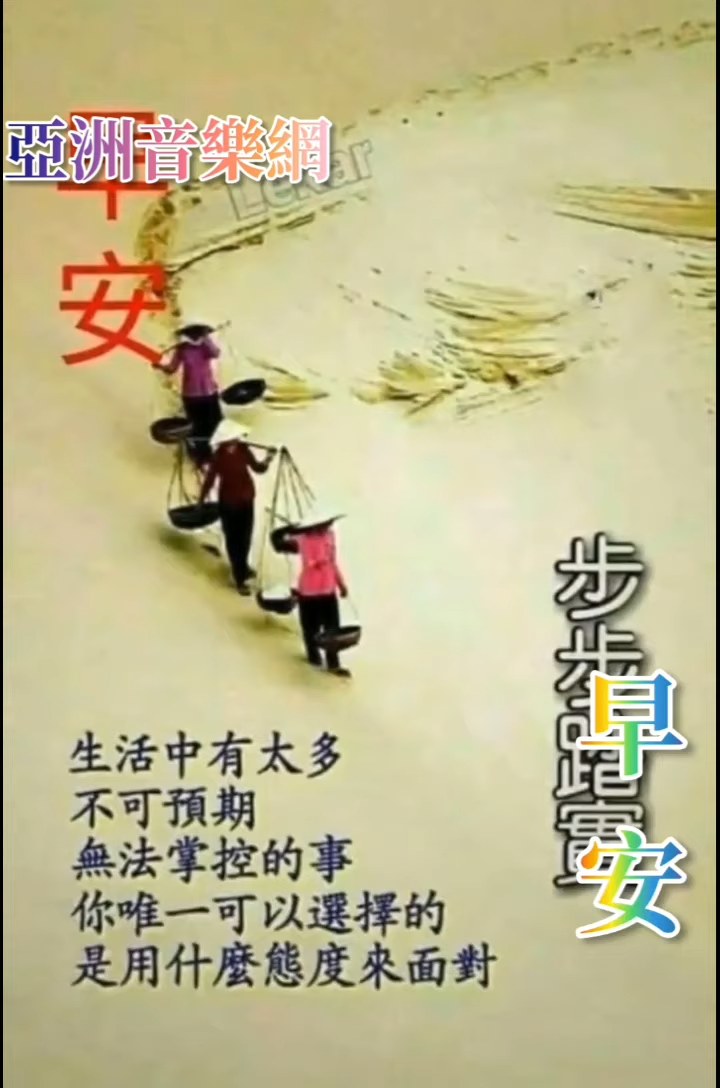 亞洲音樂網
早安
Lekar
步步踏實
早安
生活中有太多
不可預期
無法掌控的事
你唯一可以選擇的
是用什麼態度來面對